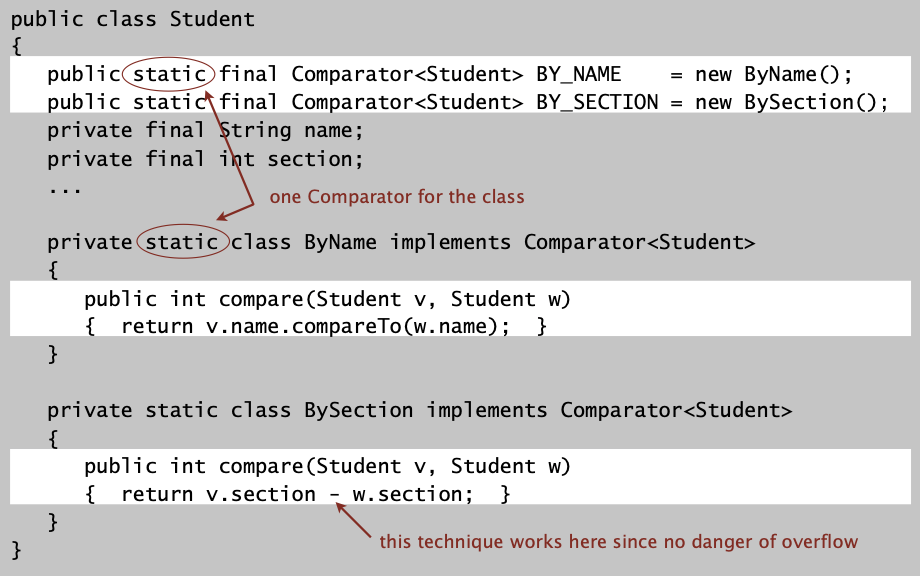 public class Student
{
public static final Comparator<Student> BY_NAME    = new ByName();
public static final Comparator<Student> BY_SECTION = new BySection();
private final String name;
private final int section;
...
one Comparator for the class
private static class ByName implements Comparator<Student>
{
public int compare(Student v, Student w)
{  return v.name.compareTo(w.name);  }
}
private static class BySection implements Comparator<Student>
{
public int compare(Student v, Student w)
{  return v.section - w.section;  }
}
this technique works here since no danger of overflow
}